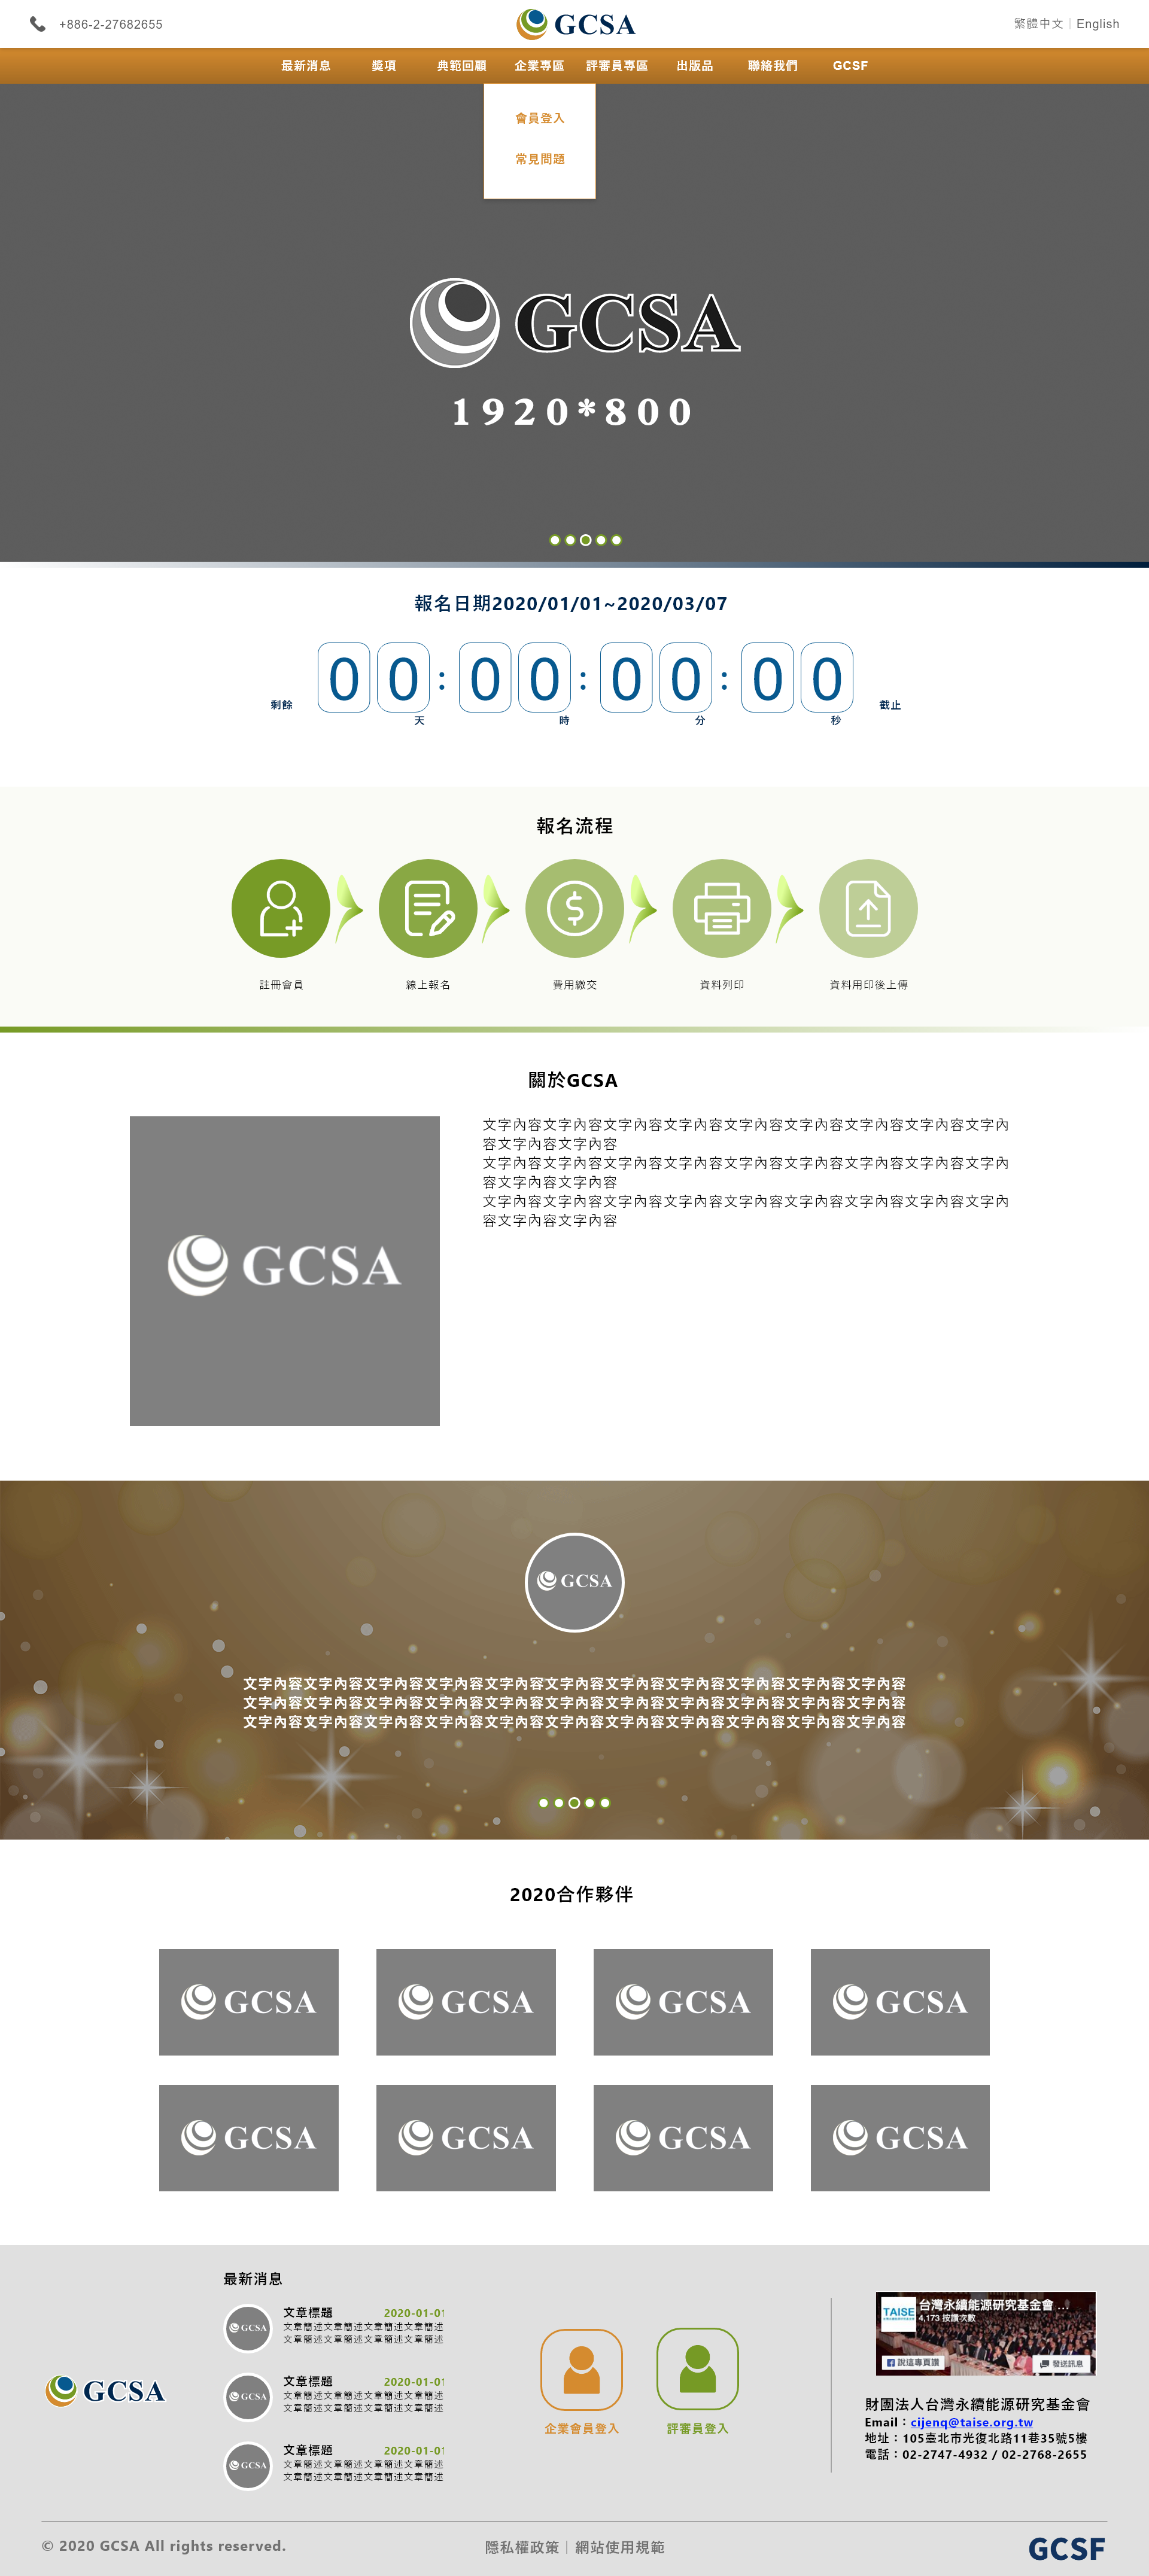 +886-2-27682655
GCSA
繁體中文 | English
最新消息 獎項 典範回顧 企業專區 評審員專區 出版品 聯絡我們 GCSF
會員登入
常見問題
GCSA
1920*800
報名日期2020/01/01~2020/03/07
剩餘 00 : 00 : 00 : 00 截止
天 時 分 秒
報名流程
註冊會員 線上報名 費用繳交 資料列印 資料用印後上傳
關於GCSA
GCSA
文字內容文字內容文字內容文字內容文字內容文字內容文字內容文字內容文字內
容文字內容文字內容
文字內容文字內容文字內容文字內容文字內容文字內容文字內容文字內容文字內
容文字內容文字內容
文字內容文字內容文字內容文字內容文字內容文字內容文字內容文字內容文字內
容文字內容文字內容
GCSA
文字內容文字內容文字內容文字內容文字內容文字內容文字內容文字內容文字內容文字內容文字內容
文字內容文字內容文字內容文字內容文字內容文字內容文字內容文字內容文字內容文字內容文字內容
文字內容文字內容文字內容文字內容文字內容文字內容文字內容文字內容文字內容文字內容文字內容
2020合作夥伴
GCSA GCSA GCSA GCSA
GCSA GCSA GCSA GCSA
GCSA
最新消息
GCSA
文章標題 2020-01-01
文章簡述文章簡述文章簡述文章簡述
文章簡述文章簡述文章簡述文章簡述
GCSA
文章標題 2020-01-01
文章簡述文章簡述文章簡述文章簡述
文章簡述文章簡述文章簡述文章簡述
GCSA
文章標題 2020-01-01
文章簡述文章簡述文章簡述文章簡述
文章簡述文章簡述文章簡述文章簡述
企業會員登入 評審員登入
TAISE
台灣永續能源研究基金會 ...
4,173 按讚次數
說這專頁讚 發送訊息
財團法人台灣永續能源研究基金會
Email：cijenq@taise.org.tw
地址：105臺北市光復北路11巷35號5樓
電話：02-2747-4932 / 02-2768-2655
© 2020 GCSA All rights reserved.
隱私權政策 | 網站使用規範
GCSF